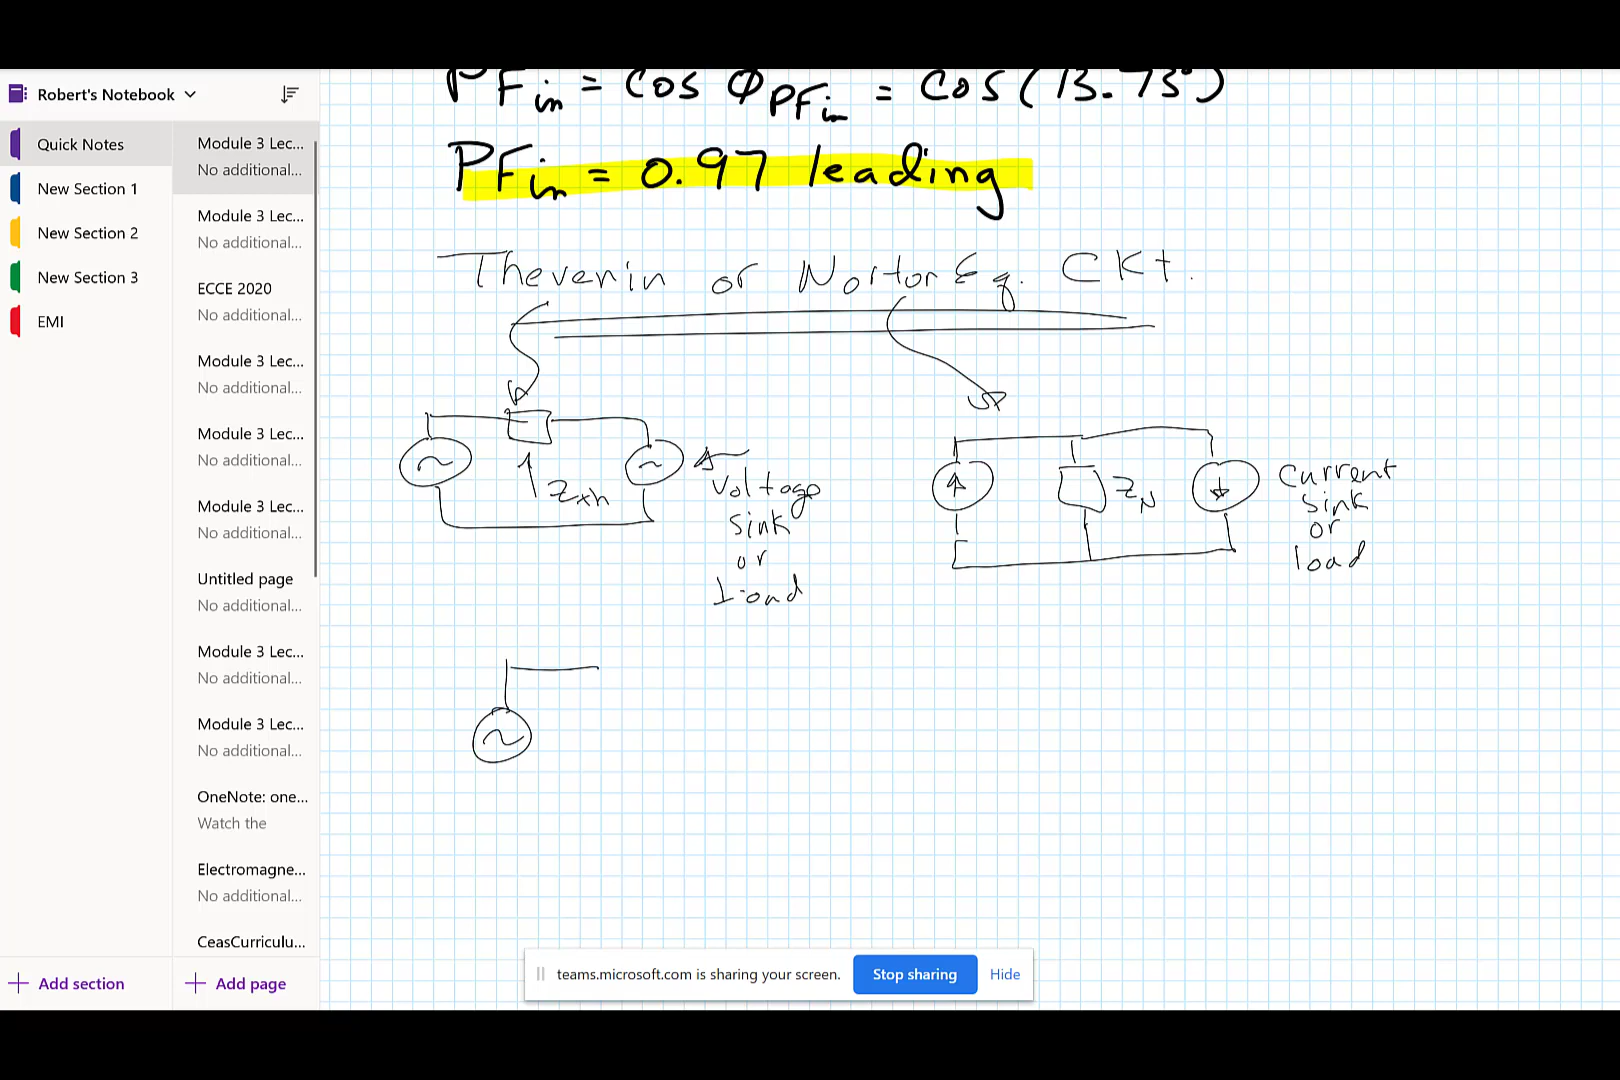 Robert's Notebook
Quick Notes
New Section 1
New Section 2
New Section 3
EMI
Add section
Module 3 Lec...
No additional...
Module 3 Lec...
No additional...
ECCE 2020
No additional...
Module 3 Lec...
No additional...
Module 3 Lec...
No additional...
Module 3 Lec...
No additional...
Untitled page
No additional...
Module 3 Lec...
No additional...
Module 3 Lec...
No additional...
OneNote: one...
Watch the
Electromagne...
No additional...
CeasCurriculu...
Add page
PFin = cos ϕPFin = cos(13.73°)
PFin = 0.97 leading
Thevenin or Nortor Eq. CKt.
Zxh
Voltage
sink
or
Load
ZN
Current
sink
or
load
teams.microsoft.com is sharing your screen.
Stop sharing
Hide